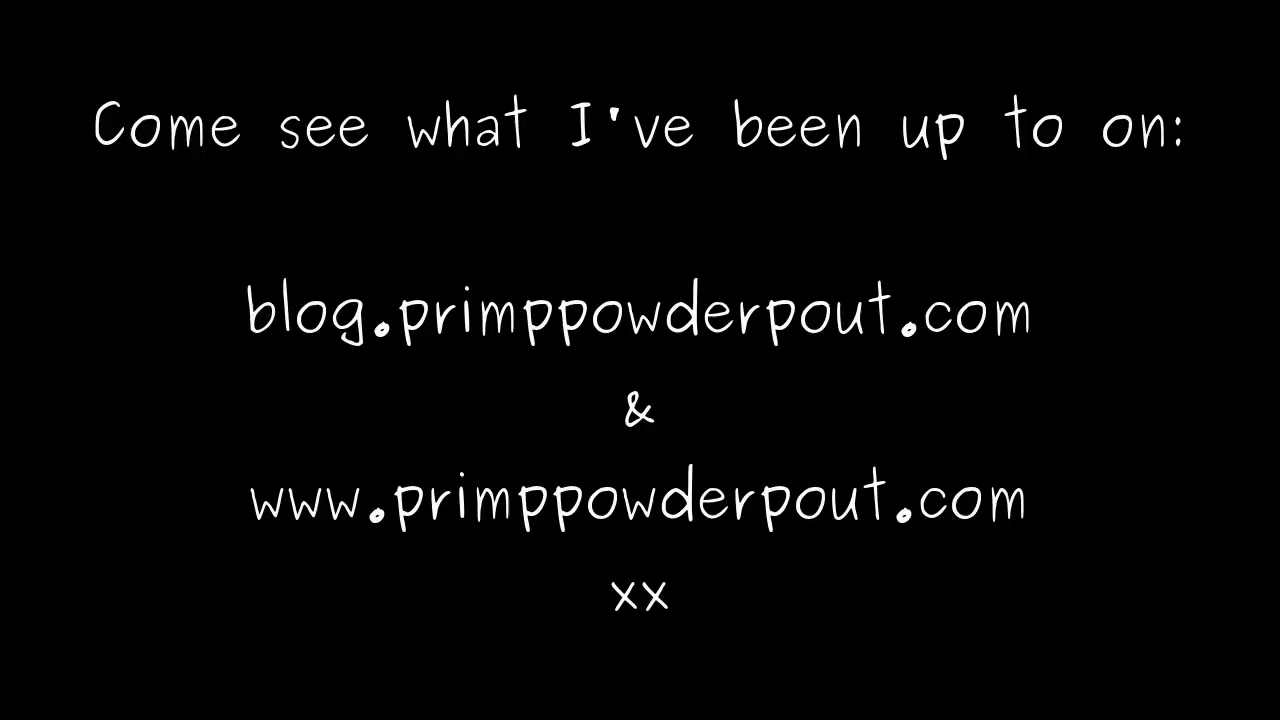 Come see what I've been up to on:
blog.primppowderpout.com
&
www.primppowderpout.com
xx